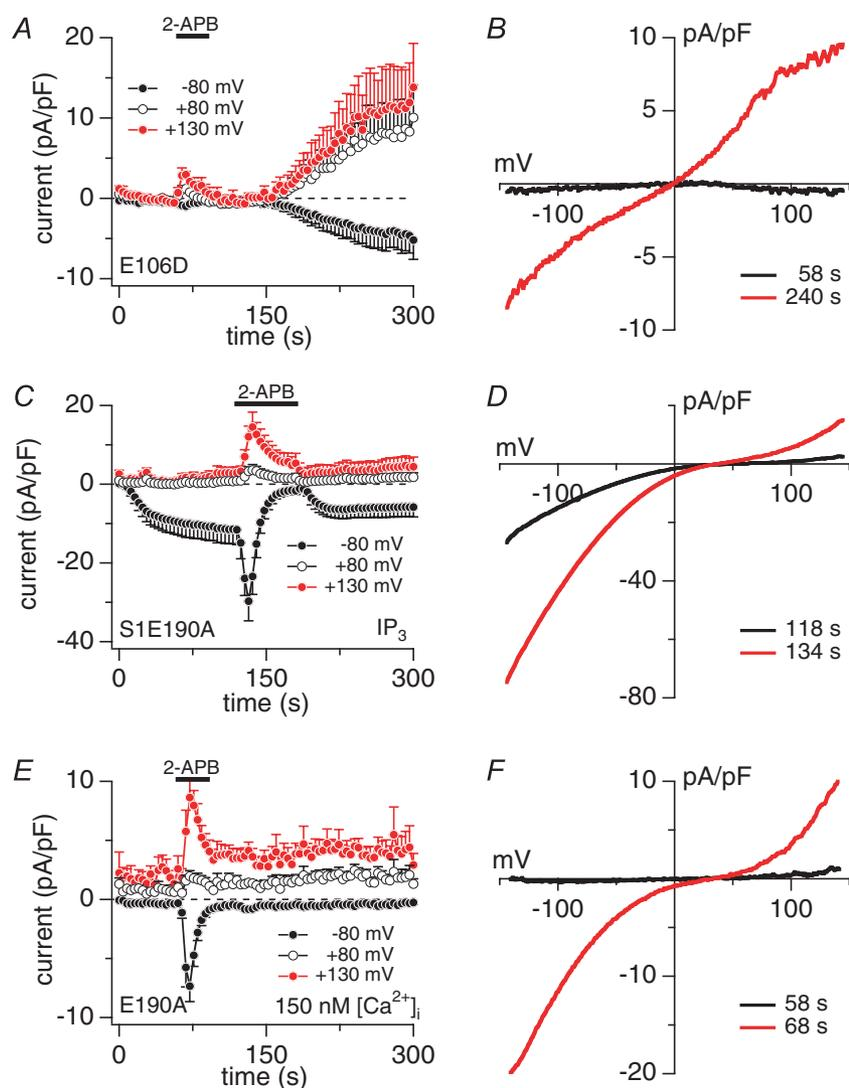 A
2-APB
20
10
0
-10
current (pA/pF)
-80 mV
+80 mV
+130 mV
E106D
0
150
300
time (s)
B
10
pA/pF
5
mV
-100
100
-5
-10
58 s
240 s
C
2-APB
20
0
-20
-40
current (pA/pF)
-80 mV
+80 mV
+130 mV
S1E190A
IP3
0
150
300
time (s)
D
pA/pF
mV
-100
100
-40
-80
118 s
134 s
E
2-APB
10
0
-10
current (pA/pF)
-80 mV
+80 mV
+130 mV
E190A
150 nM [Ca2+]i
0
150
300
time (s)
F
10
pA/pF
mV
-100
100
-10
-20
58 s
68 s